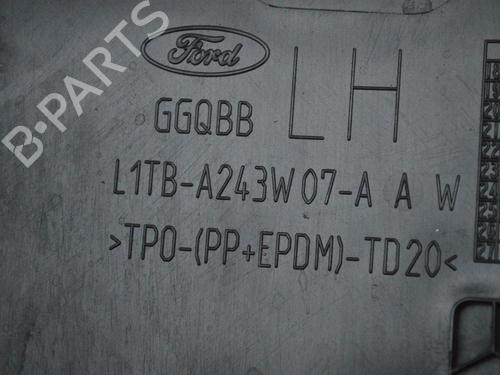 B-PARTS
Ford
GGQBB LH
L1TB-A243W07-A A W
>TPO-(PP+EPDM)-TD20<